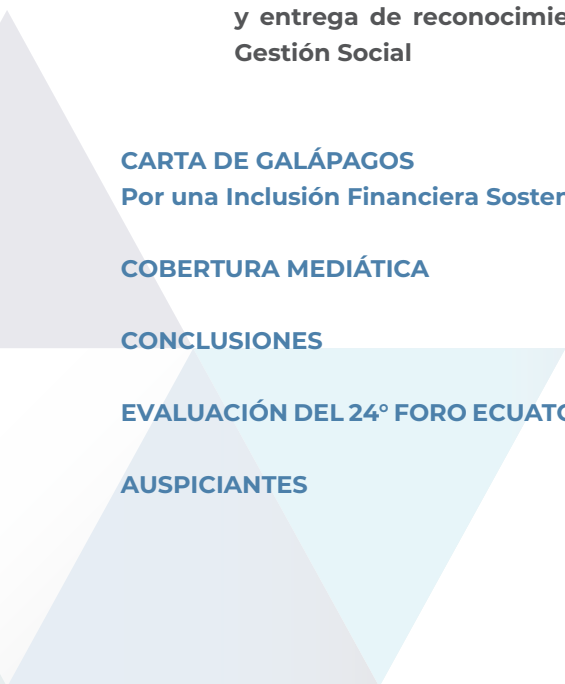 y entrega de reconocimie
Gestión Social
CARTA DE GALÁPAGOS
Por una Inclusión Financiera Soste
COBERTURA MEDIÁTICA
CONCLUSIONES
EVALUACIÓN DEL 24° FORO ECUATO
AUSPICIANTES